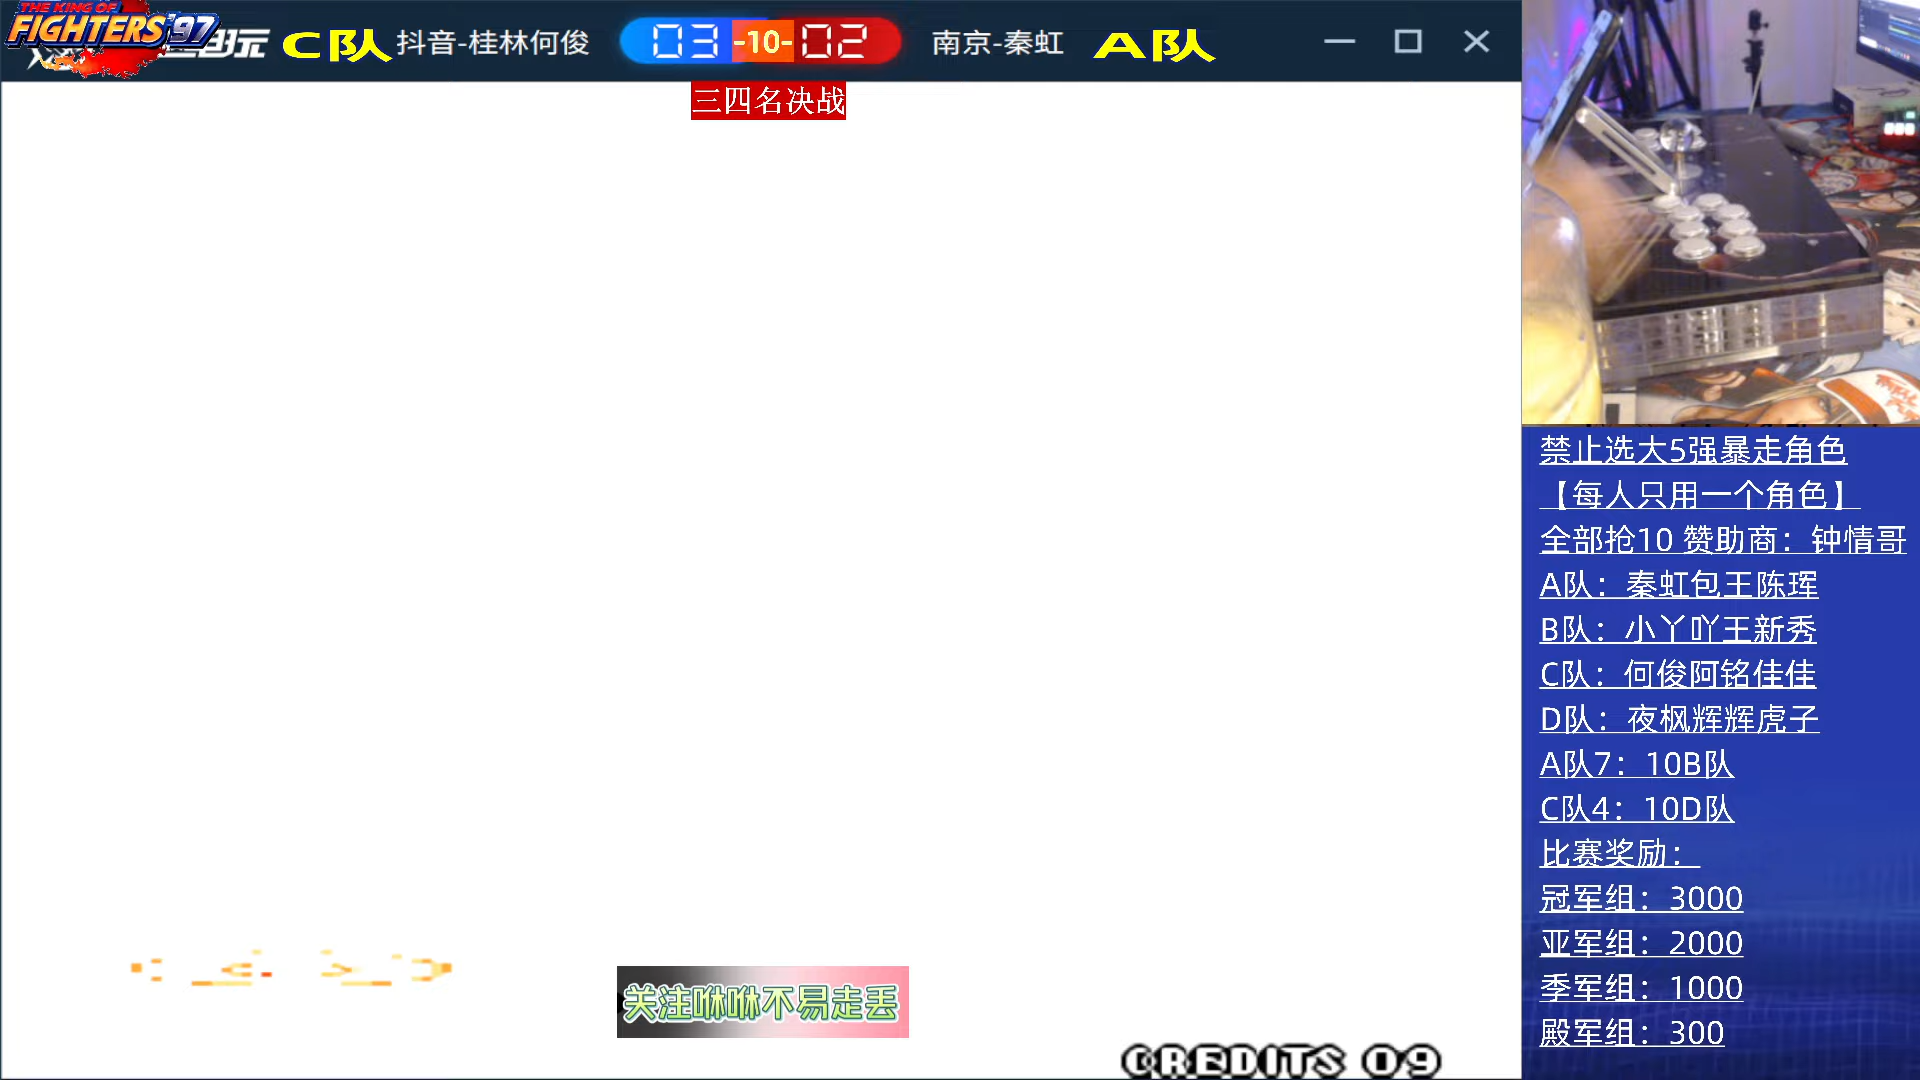 THE KING OF
FIGHTERS'97
电玩
C队 抖音-桂林何俊 03 -10- 02 南京-秦虹 A队
三四名决战
禁止选大5强暴走角色
【每人只用一个角色】
全部抢10 赞助商：钟情哥
A队：秦虹包王陈珲
B队：小丫吖王新秀
C队：何俊阿铭佳佳
D队：夜枫辉辉虎子
A队7：10B队
C队4：10D队
比赛奖励：
冠军组：3000
亚军组：2000
季军组：1000
殿军组：300
关注咻咻不易走丢
CREDITS 09